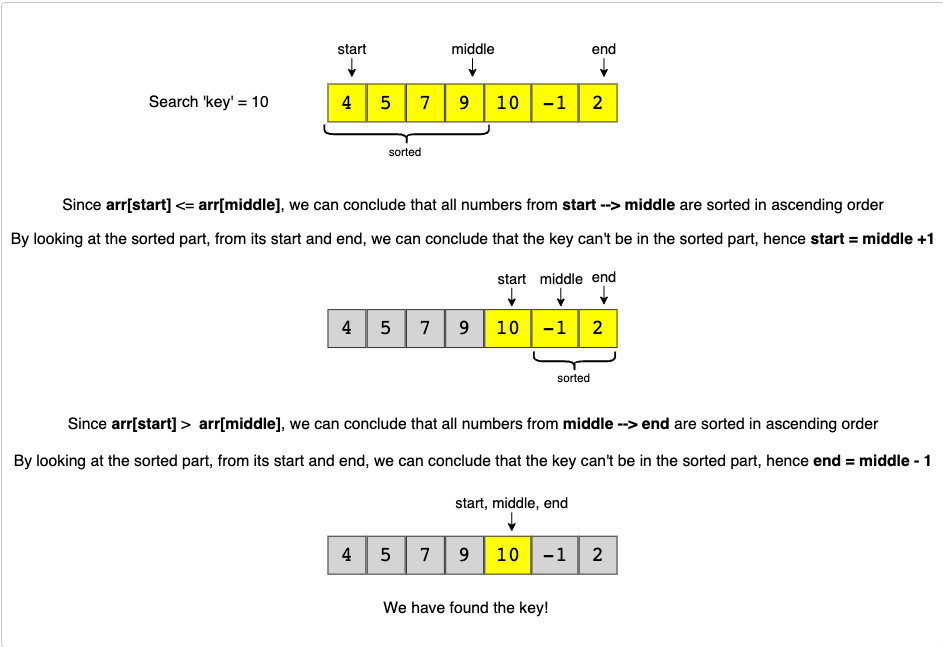 start middle end
Search 'key' = 10
4 5 7 9 10 -1 2
sorted
Since arr[start] <= arr[middle], we can conclude that all numbers from start --> middle are sorted in ascending order
By looking at the sorted part, from its start and end, we can conclude that the key can't be in the sorted part, hence start = middle +1
start middle end
4 5 7 9 10 -1 2
sorted
Since arr[start] > arr[middle], we can conclude that all numbers from middle --> end are sorted in ascending order
By looking at the sorted part, from its start and end, we can conclude that the key can't be in the sorted part, hence end = middle - 1
start, middle, end
4 5 7 9 10 -1 2
We have found the key!